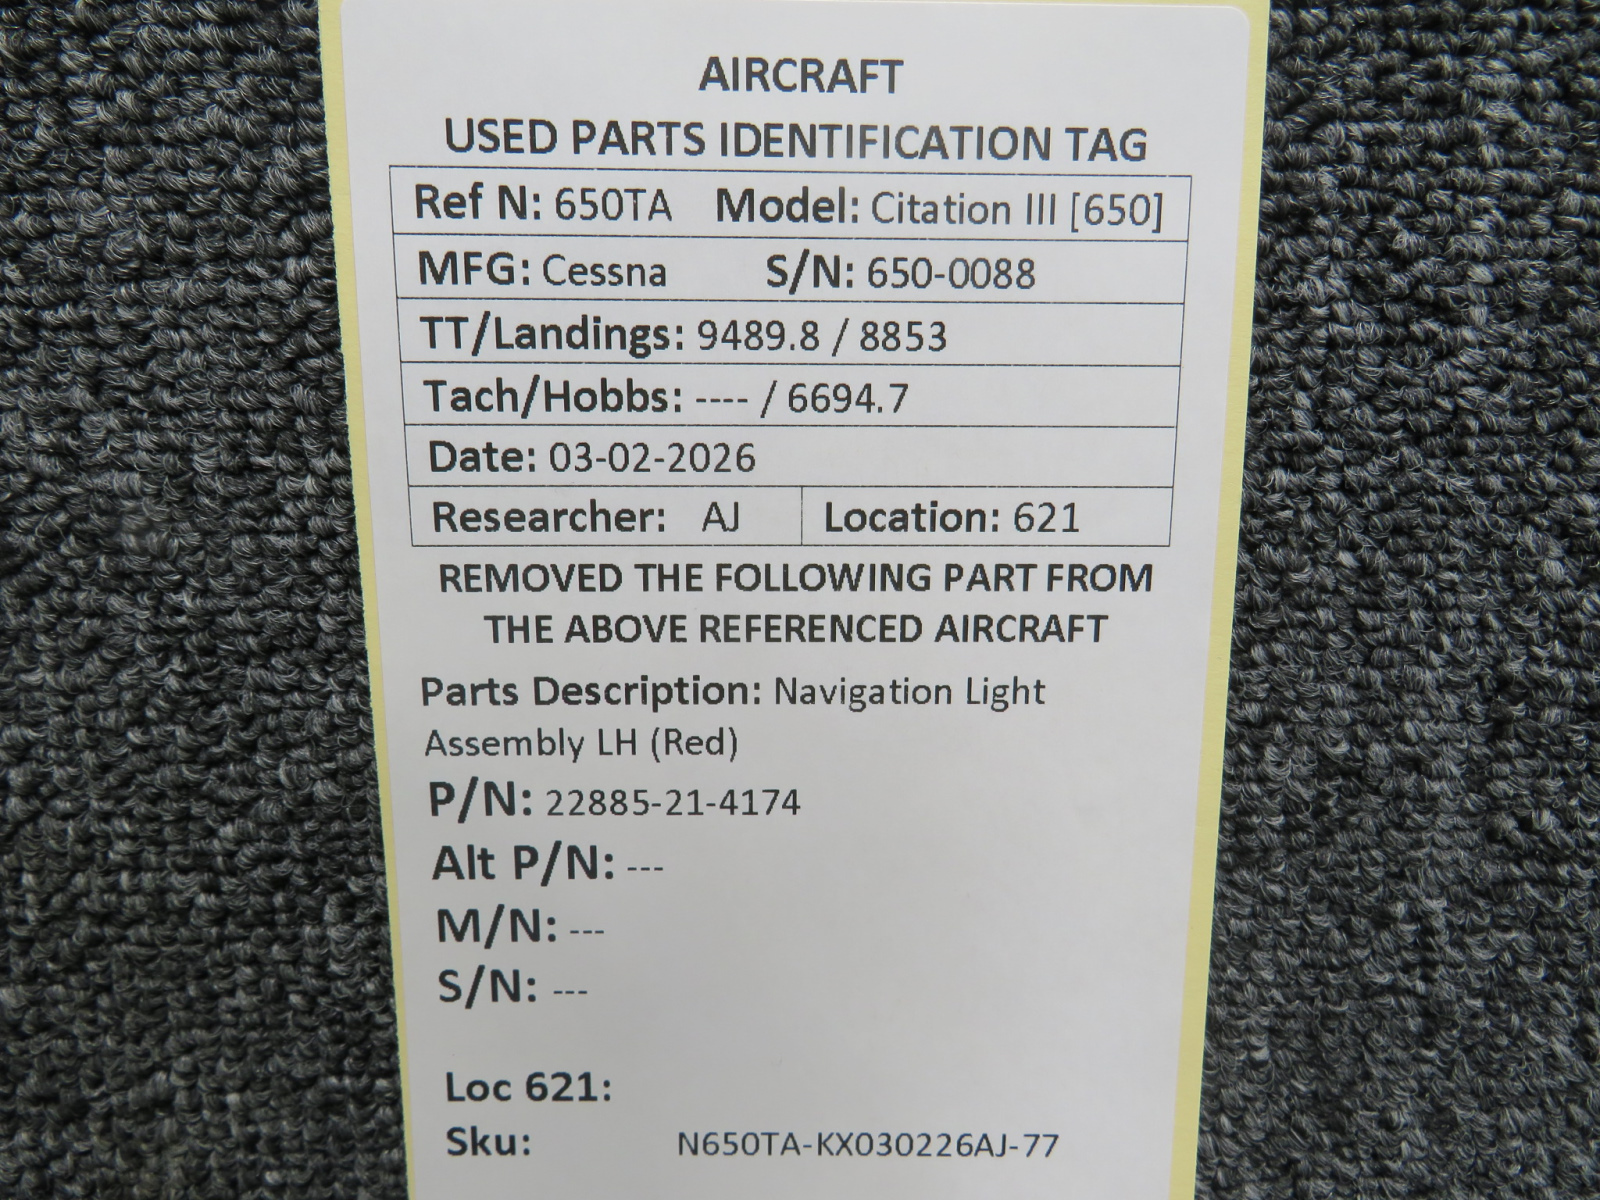 AIRCRAFT
USED PARTS IDENTIFICATION TAG
Ref N: 650TA Model: Citation III [650]
MFG: Cessna S/N: 650-0088
TT/Landings: 9489.8 / 8853
Tach/Hobbs: ---- / 6694.7
Date: 03-02-2026
Researcher: AJ Location: 621
REMOVED THE FOLLOWING PART FROM
THE ABOVE REFERENCED AIRCRAFT
Parts Description: Navigation Light
Assembly LH (Red)
P/N: 22885-21-4174
Alt P/N: ---
M/N: ---
S/N: ---
Loc 621:
Sku: N650TA-KX030226AJ-77